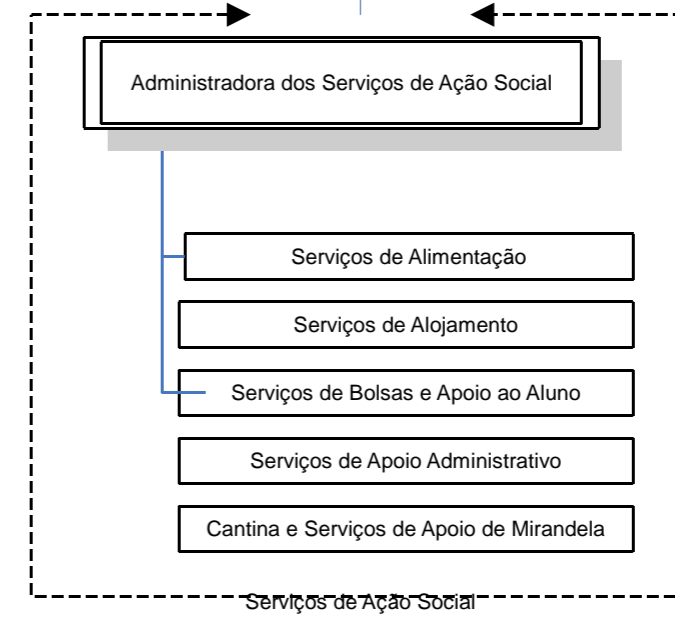 Administradora dos Serviços de Ação Social
Serviços de Alimentação
Serviços de Alojamento
Serviços de Bolsas e Apoio ao Aluno
Serviços de Apoio Administrativo
Cantina e Serviços de Apoio de Mirandela
Serviços de Ação Social